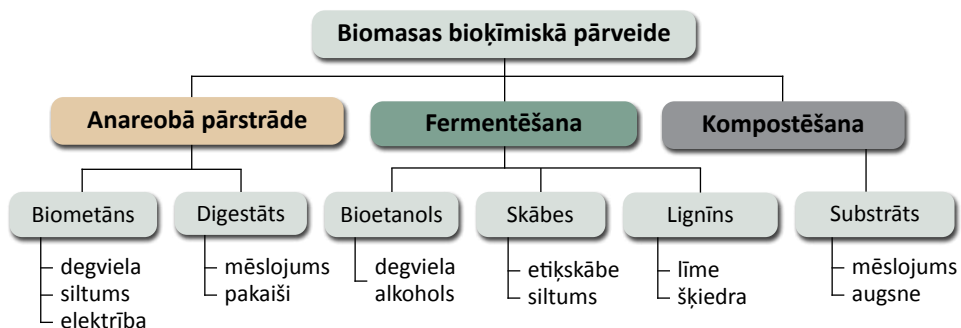 Biomasas bioķīmiskā pārveide
Anareobā pārstrāde
Fermentēšana
Kompostēšana
Biometāns
Digestāts
Bioetanols
Skābes
Lignīns
Substrāts
degviela
siltums
elektrība
mēslojums
pakaiši
degviela
alkohols
etiķskābe
siltums
līme
šķiedra
mēslojums
augsne